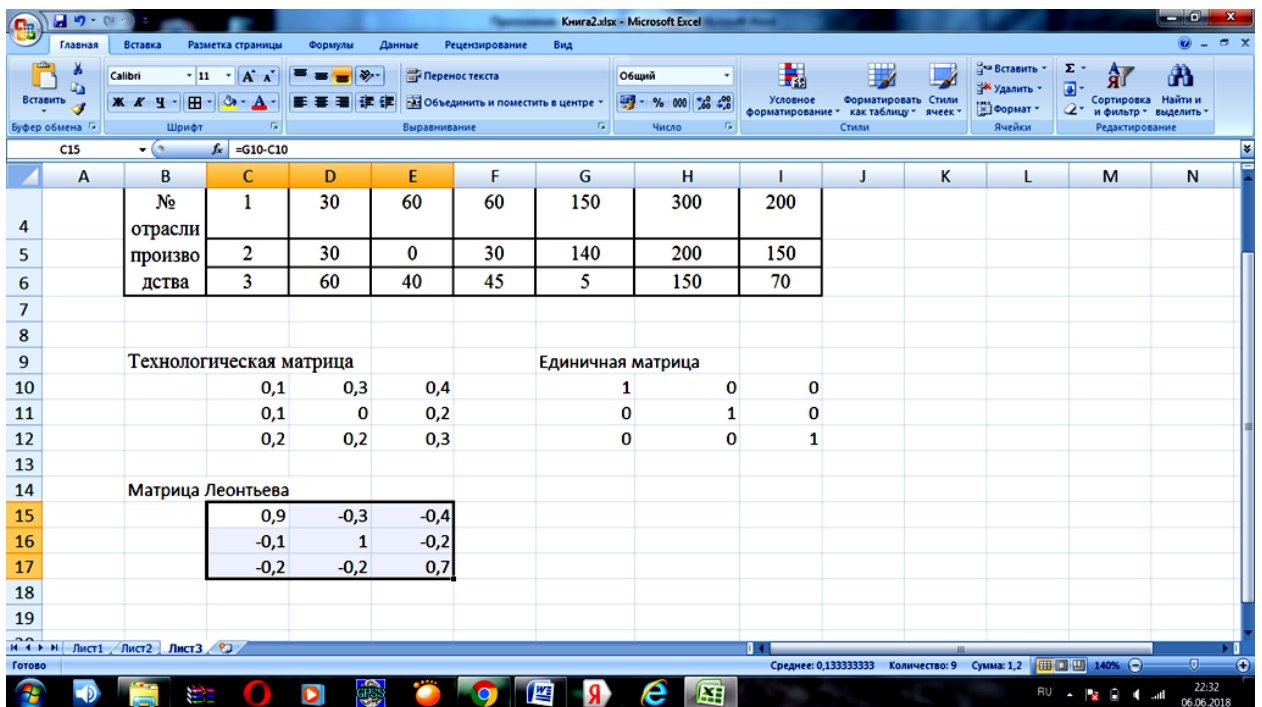 Книга2.xlsx - Microsoft Excel
Главная Вставка Разметка страницы Формулы Данные Рецензирование Вид
Вставить
Calibri 11
Перенос текста
Общий
Ж К Ч
Объединить и поместить в центре
% 000
Условное форматирование
Форматировать как таблицу
Стили ячеек
Вставить
Удалить
Формат
Σ
Сортировка и фильтр
Найти и выделить
Буфер обмена Шрифт Выравнивание Число Стили Ячейки Редактирование
C15 fx =G10-C10
A B C D E F G H I J K L M N
4 № отрасли 1 30 60 60 150 300 200
5 произво 2 30 0 30 140 200 150
6 дства 3 60 40 45 5 150 70
7
8
9 Технологическая матрица Единичная матрица
10 0,1 0,3 0,4 1 0 0
11 0,1 0 0,2 0 1 0
12 0,2 0,2 0,3 0 0 1
13
14 Матрица Леонтьева
15 0,9 -0,3 -0,4
16 -0,1 1 -0,2
17 -0,2 -0,2 0,7
18
19
Лист1 Лист2 Лист3
Готово Среднее: 0,133333333 Количество: 9 Сумма: 1,2 140%
GPSS Я RU 22:32
06.06.2018